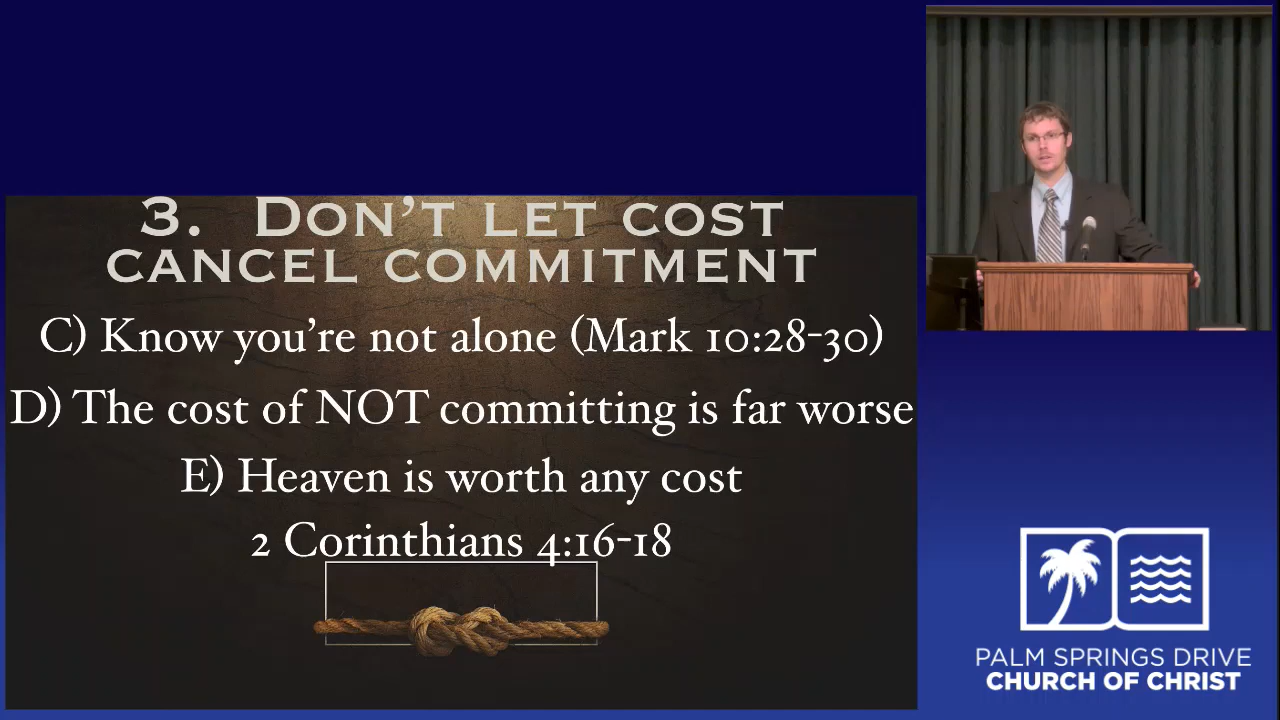 3. Don't let cost
cancel commitment
C) Know you're not alone (Mark 10:28-30)
D) The cost of NOT committing is far worse
E) Heaven is worth any cost
2 Corinthians 4:16-18
PALM SPRINGS DRIVE
CHURCH OF CHRIST